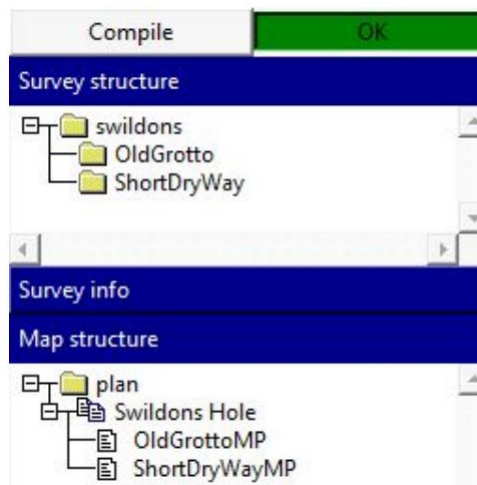 Compile OK
Survey structure
swildons
OldGrotto
ShortDryWay
Survey info
Map structure
plan
Swildons Hole
OldGrottoMP
ShortDryWayMP